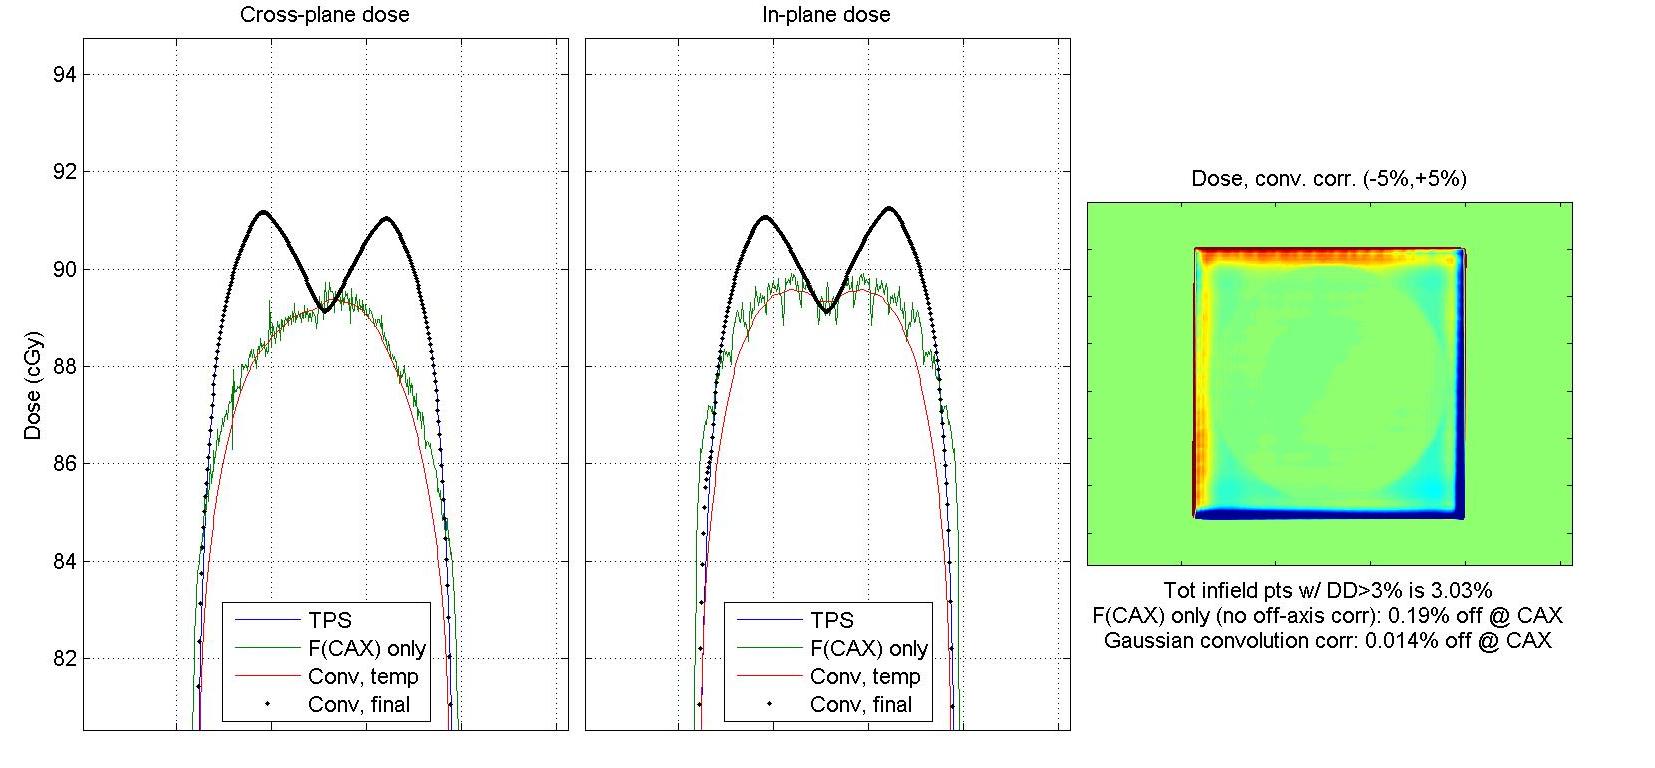 Cross-plane dose
In-plane dose
94
92
90
88
86
84
82
Dose (cGy)
TPS
F(CAX) only
Conv, temp
Conv, final
TPS
F(CAX) only
Conv, temp
Conv, final
Dose, conv. corr. (-5%,+5%)
Tot infield pts w/ DD>3% is 3.03%
F(CAX) only (no off-axis corr): 0.19% off @ CAX
Gaussian convolution corr: 0.014% off @ CAX